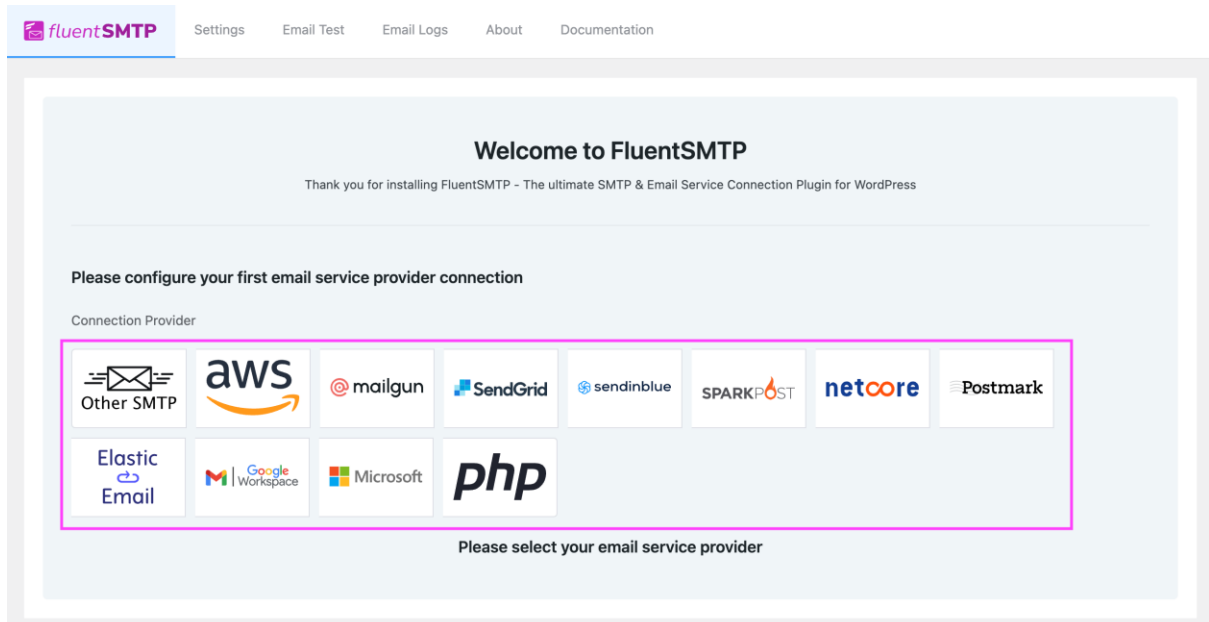 fluentSMTP Settings Email Test Email Logs About Documentation
Welcome to FluentSMTP
Thank you for installing FluentSMTP - The ultimate SMTP & Email Service Connection Plugin for WordPress
Please configure your first email service provider connection
Connection Provider
Other SMTP
aws
mailgun
SendGrid
sendinblue
SPARKPOST
netcore
Postmark
Elastic
Email
Google
Workspace
Microsoft
php
Please select your email service provider